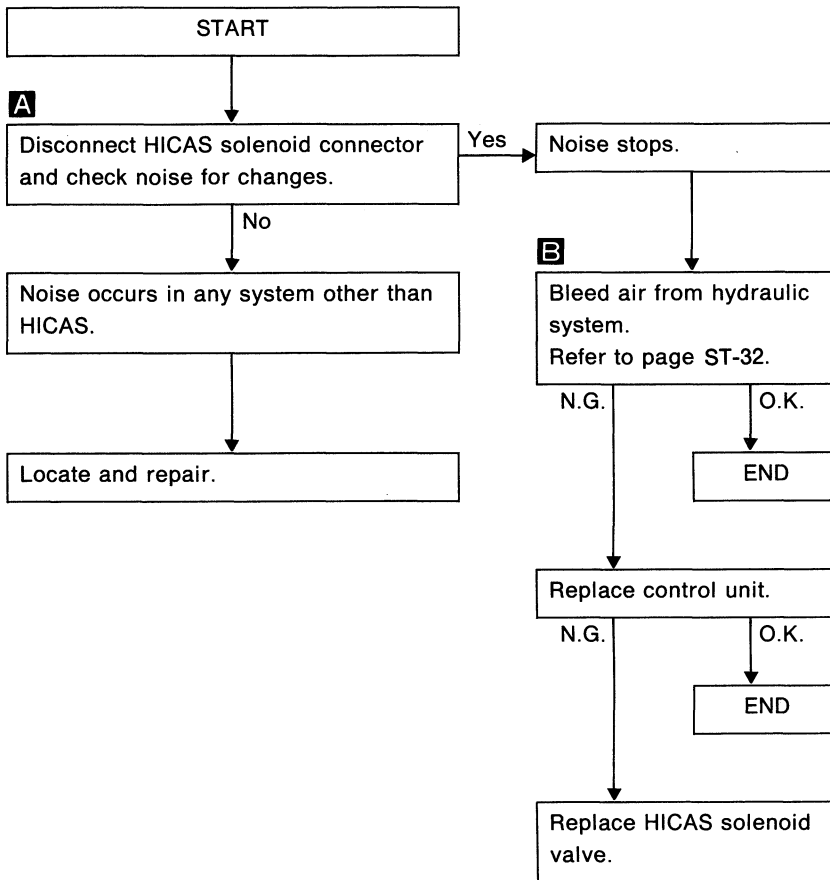 START
A
Disconnect HICAS solenoid connector
and check noise for changes.
Yes
Noise stops.
No
Noise occurs in any system other than
HICAS.
Locate and repair.
B
Bleed air from hydraulic
system.
Refer to page ST-32.
N.G.
O.K.
END
Replace control unit.
N.G.
O.K.
END
Replace HICAS solenoid
valve.